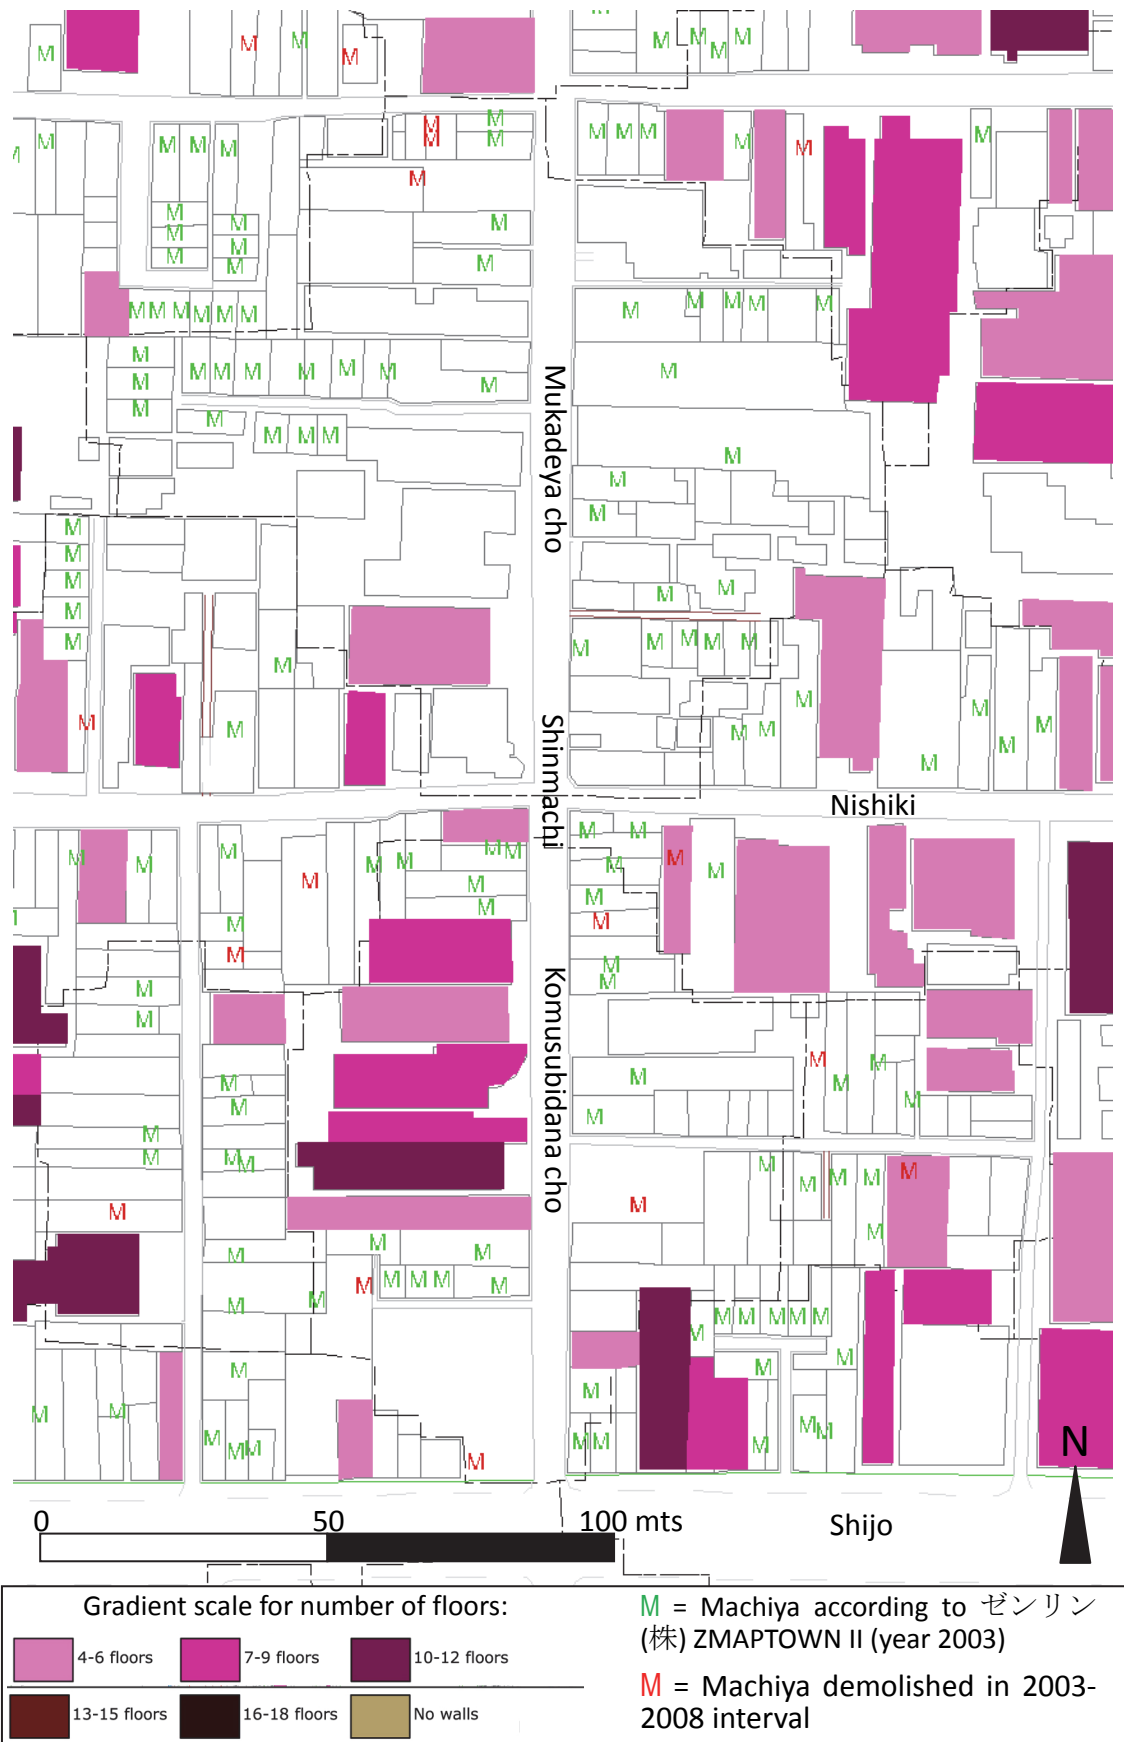 Mukadeya cho
Shinmachi
Nishiki
Komusubidana cho
N
0 50 100 mts
Shijo
Gradient scale for number of floors:
4-6 floors 7-9 floors 10-12 floors
13-15 floors 16-18 floors No walls
M = Machiya according to ゼンリン
(株) ZMAPTOWN II (year 2003)
M = Machiya demolished in 2003-
2008 interval